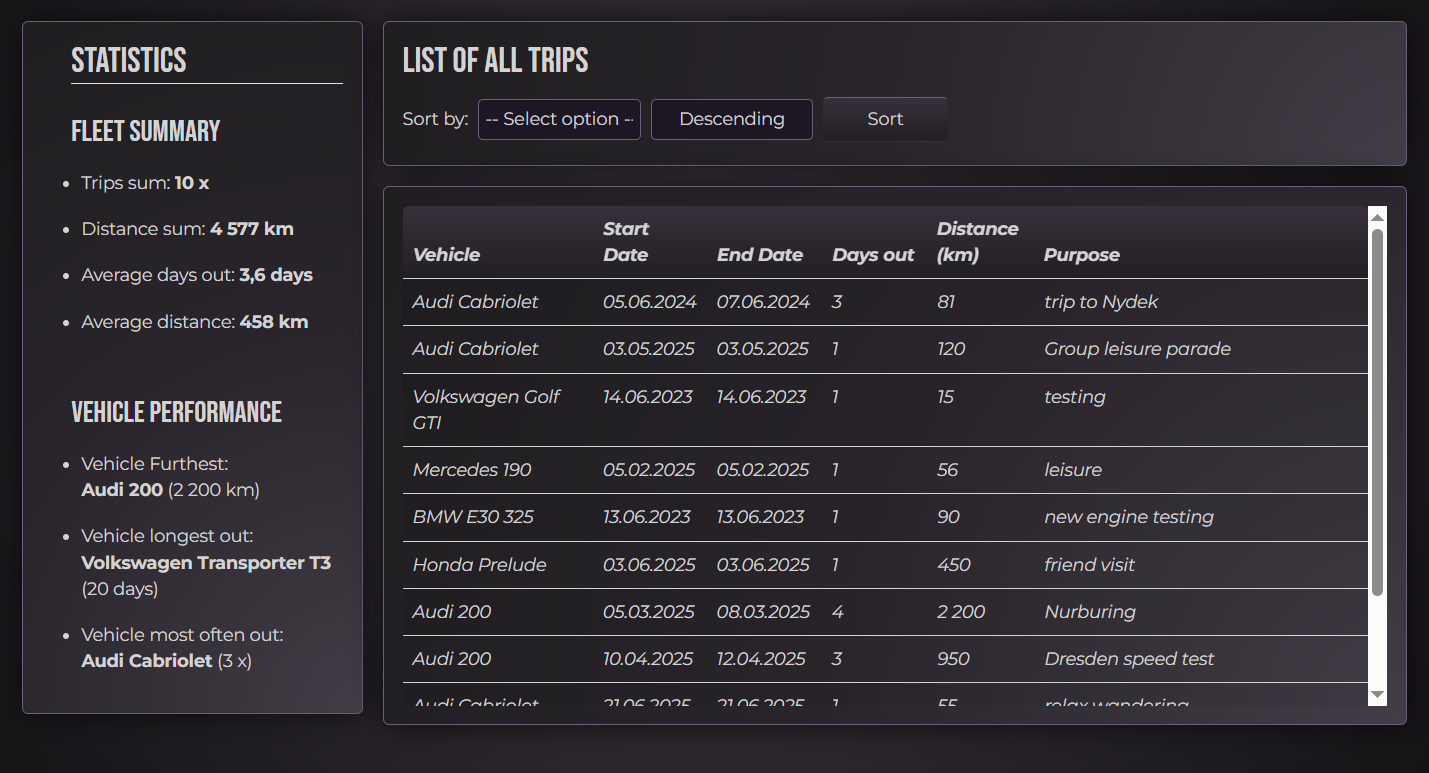 STATISTICS
FLEET SUMMARY
Trips sum: 10 x
Distance sum: 4 577 km
Average days out: 3,6 days
Average distance: 458 km
VEHICLE PERFORMANCE
Vehicle Furthest:
Audi 200 (2 200 km)
Vehicle longest out:
Volkswagen Transporter T3
(20 days)
Vehicle most often out:
Audi Cabriolet (3 x)
LIST OF ALL TRIPS
Sort by: -- Select option - Descending Sort
Vehicle Start Date End Date Days out Distance (km) Purpose
Audi Cabriolet 05.06.2024 07.06.2024 3 81 trip to Nydek
Audi Cabriolet 03.05.2025 03.05.2025 1 120 Group leisure parade
Volkswagen Golf GTI 14.06.2023 14.06.2023 1 15 testing
Mercedes 190 05.02.2025 05.02.2025 1 56 leisure
BMW E30 325 13.06.2023 13.06.2023 1 90 new engine testing
Honda Prelude 03.06.2025 03.06.2025 1 450 friend visit
Audi 200 05.03.2025 08.03.2025 4 2 200 Nurburing
Audi 200 10.04.2025 12.04.2025 3 950 Dresden speed test
Audi Cabriolet 21.06.2025 21.06.2025 1 55 relax wandering